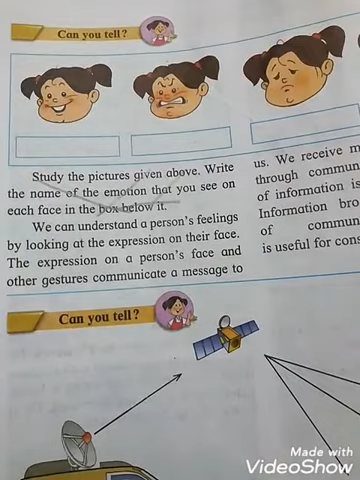 Can you tell?
Study the pictures given above. Write
the name of the emotion that you see on
each face in the box below it.
We can understand a person's feelings
by looking at the expression on their face.
The expression on a person's face and
other gestures communicate a message to
us. We receive m
through commun
of information is
Information bro
of commun
is useful for cons
Can you tell?
Made with
VideoShow